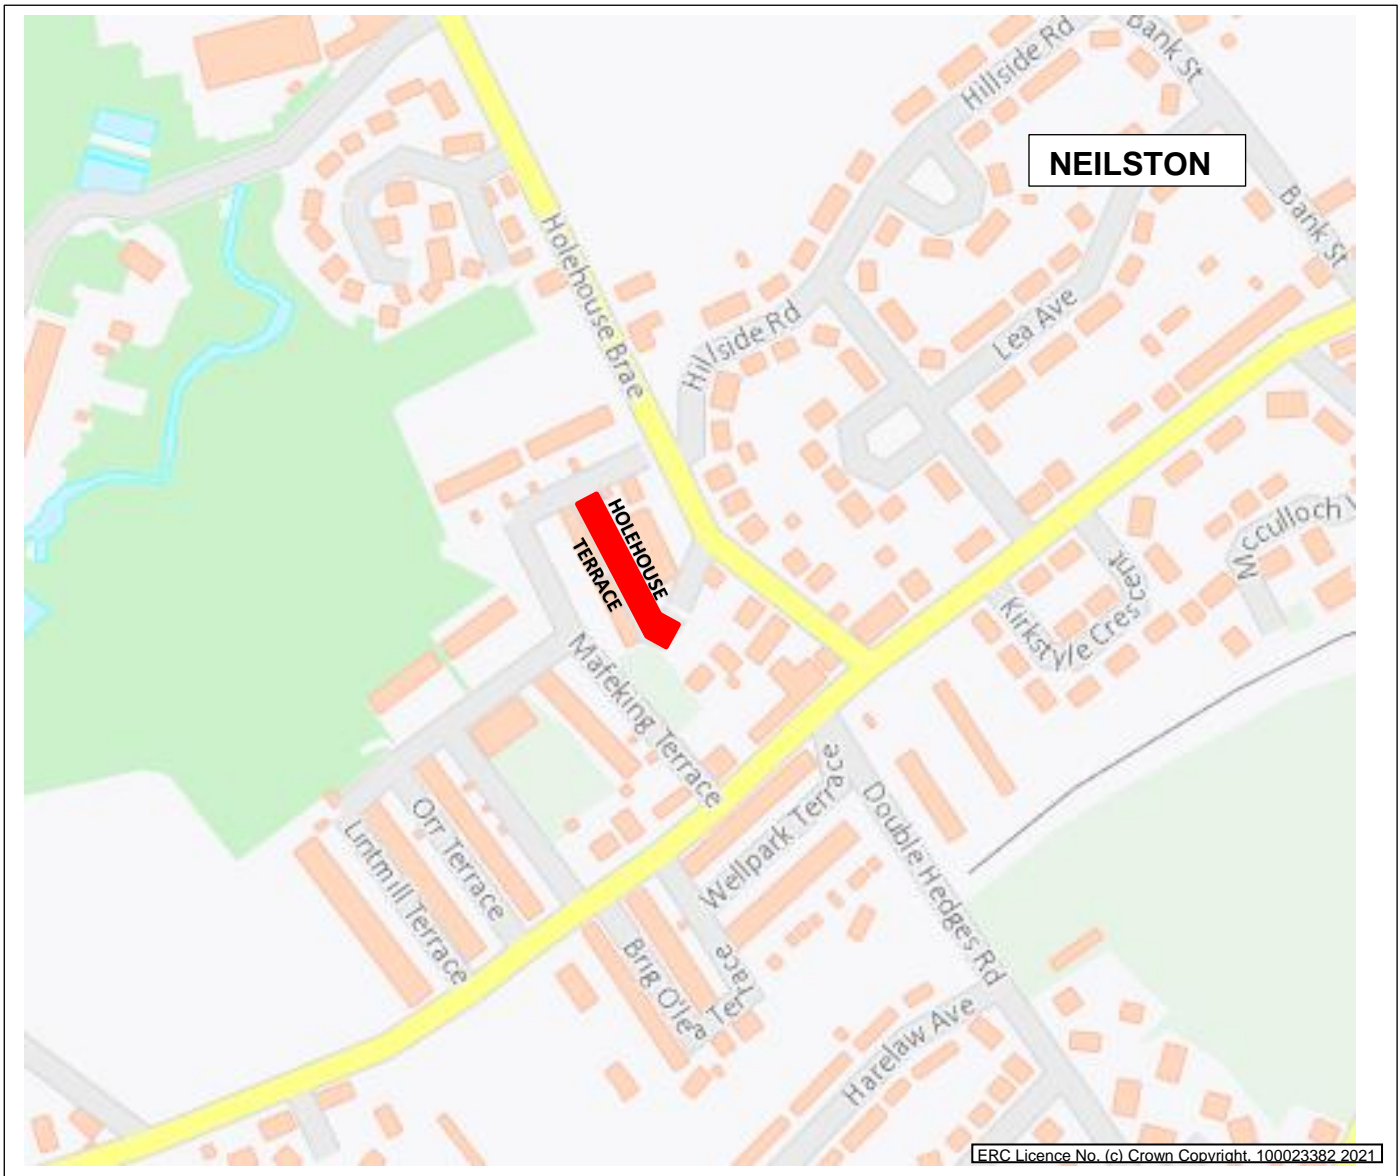 Hillside Rd
Bank St
NEILSTON
Bank St
Holehouse Brae
Hillside Rd
Lea Ave
HOLEHOUSE
TERRACE
Mcculloch
Kirkstyle Crescent
Mafeking Terrace
Orr Terrace
Lintmill Terrace
Wellpark Terrace
Double Hedges Rd
Brig O'lea Terrace
Harelaw Ave
ERC Licence No. (c) Crown Copyright. 100023382 2021